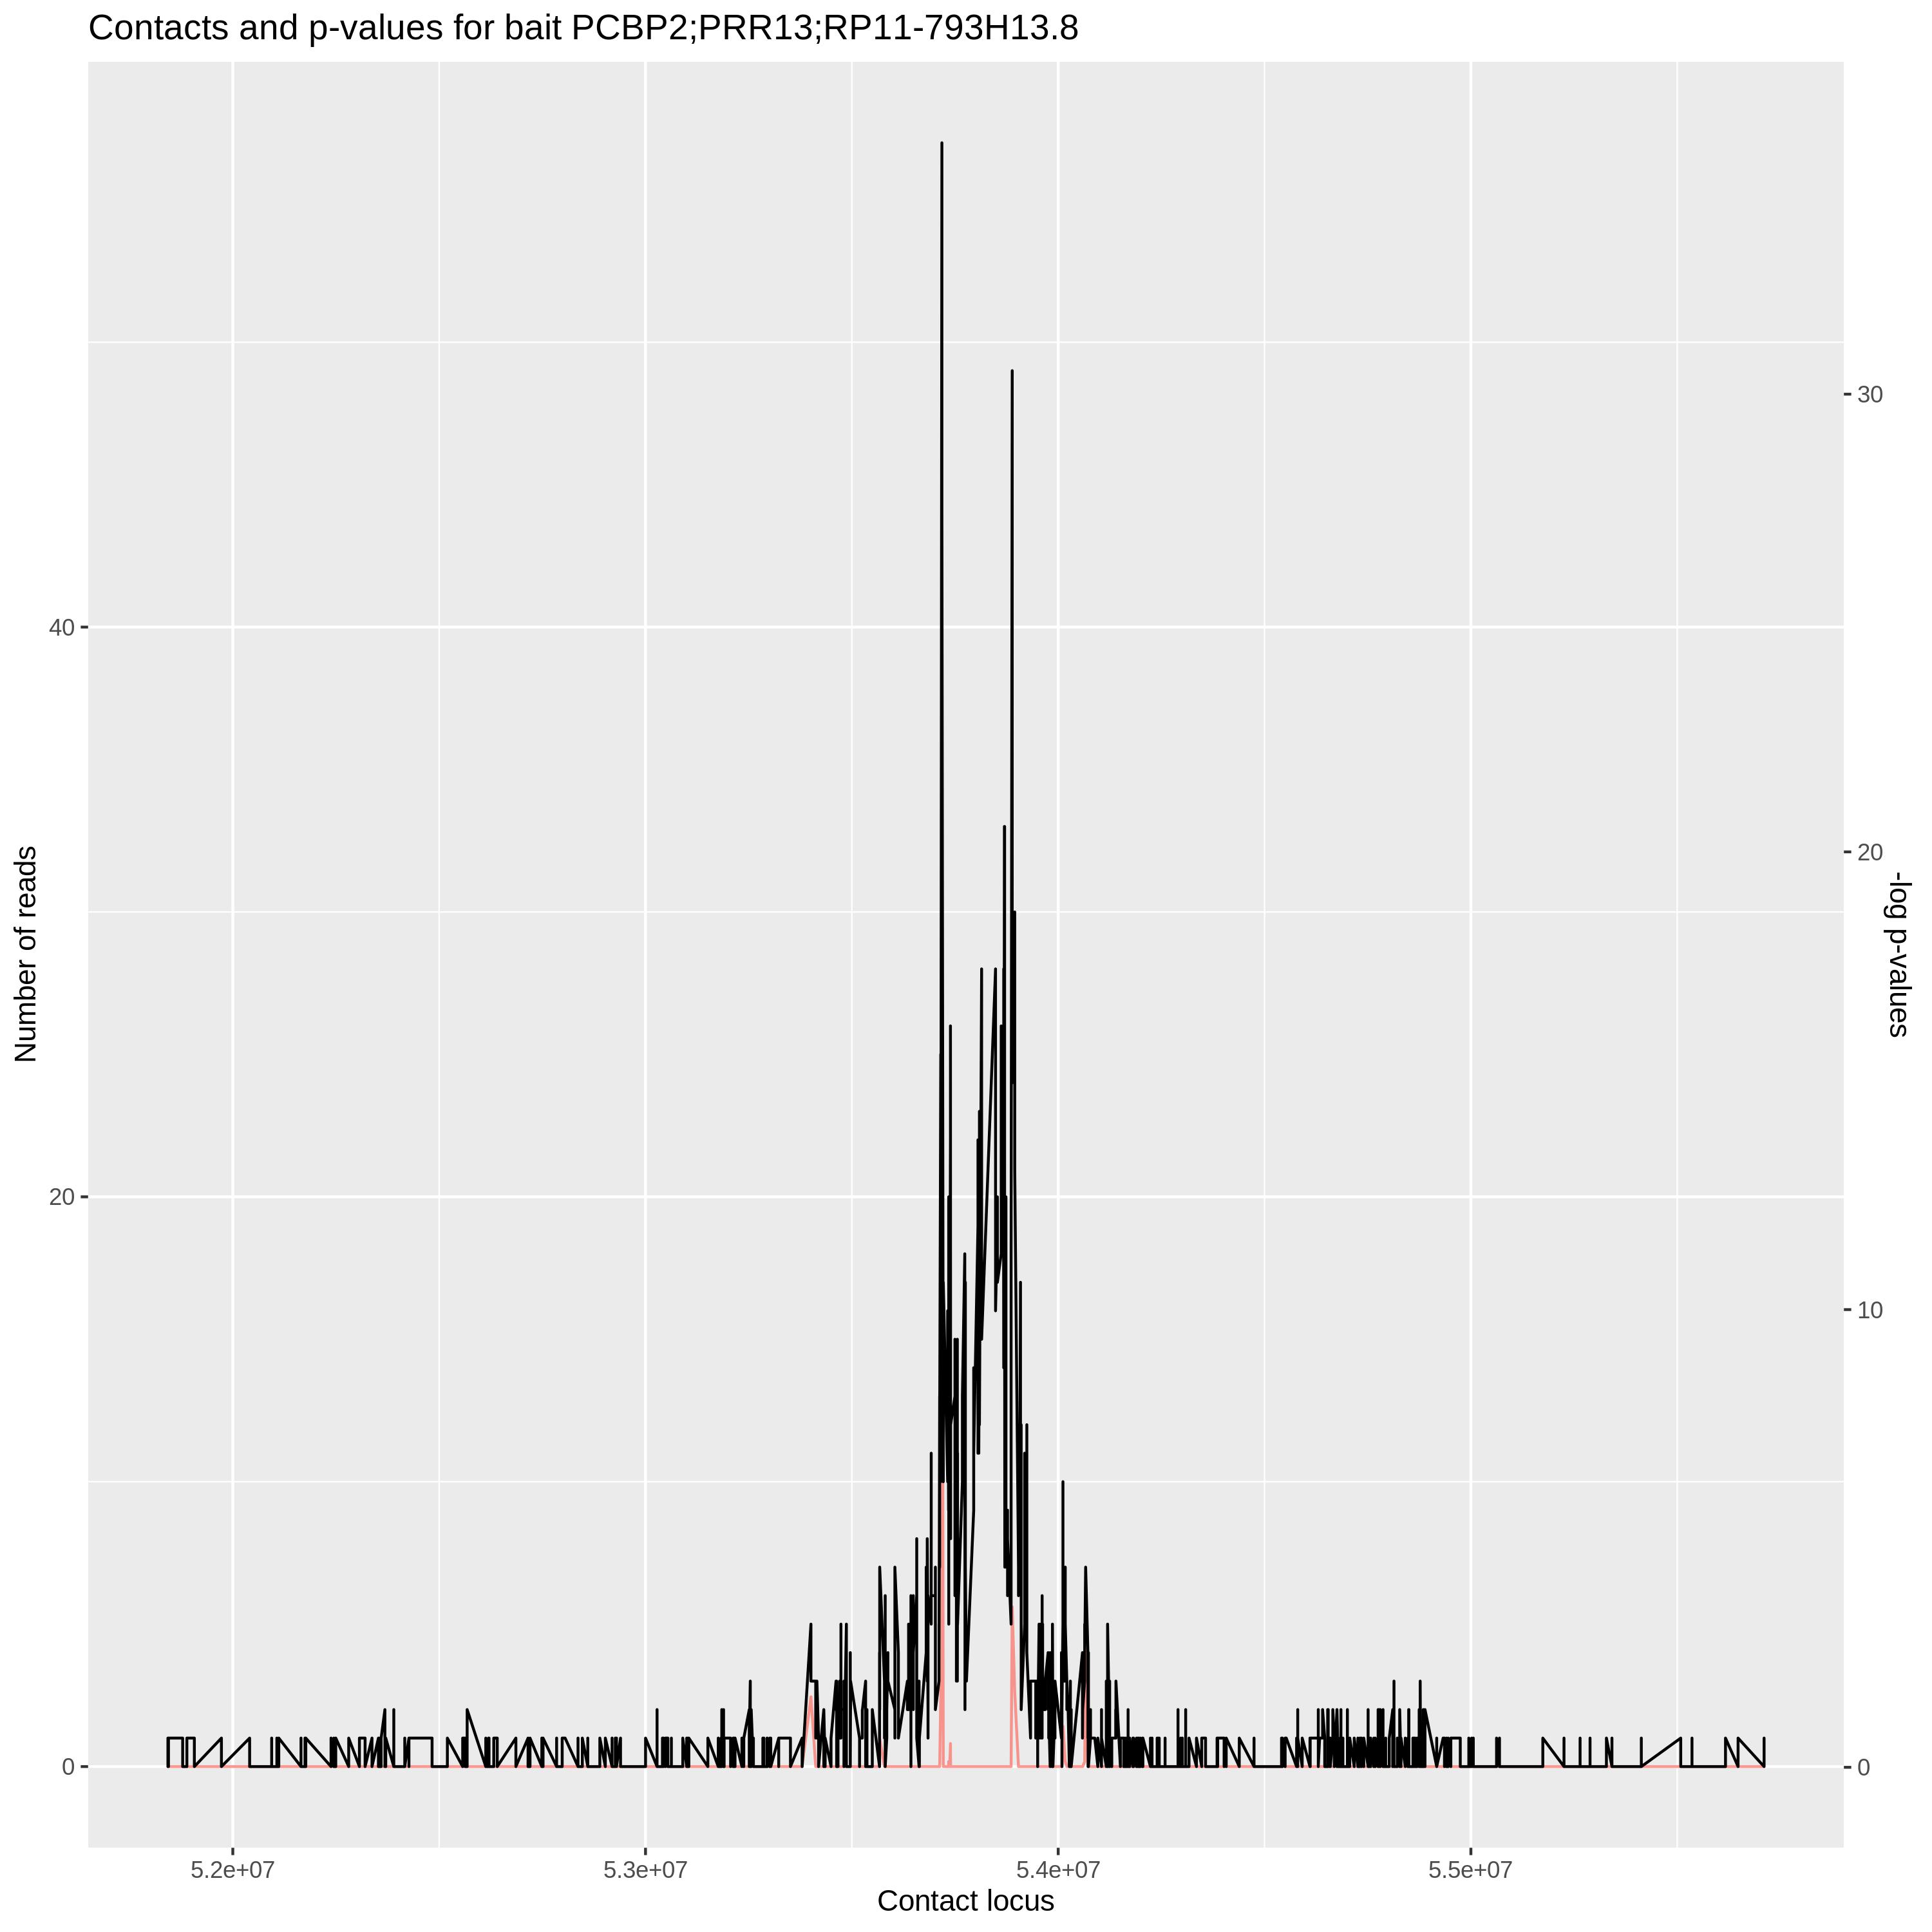 Contacts and p-values for bait PCBP2;PRR13;RP11-793H13.8
Number of reads
40
20
0
30
20
10
0
-log p-values
5.2e+07 5.3e+07 5.4e+07 5.5e+07
Contact locus